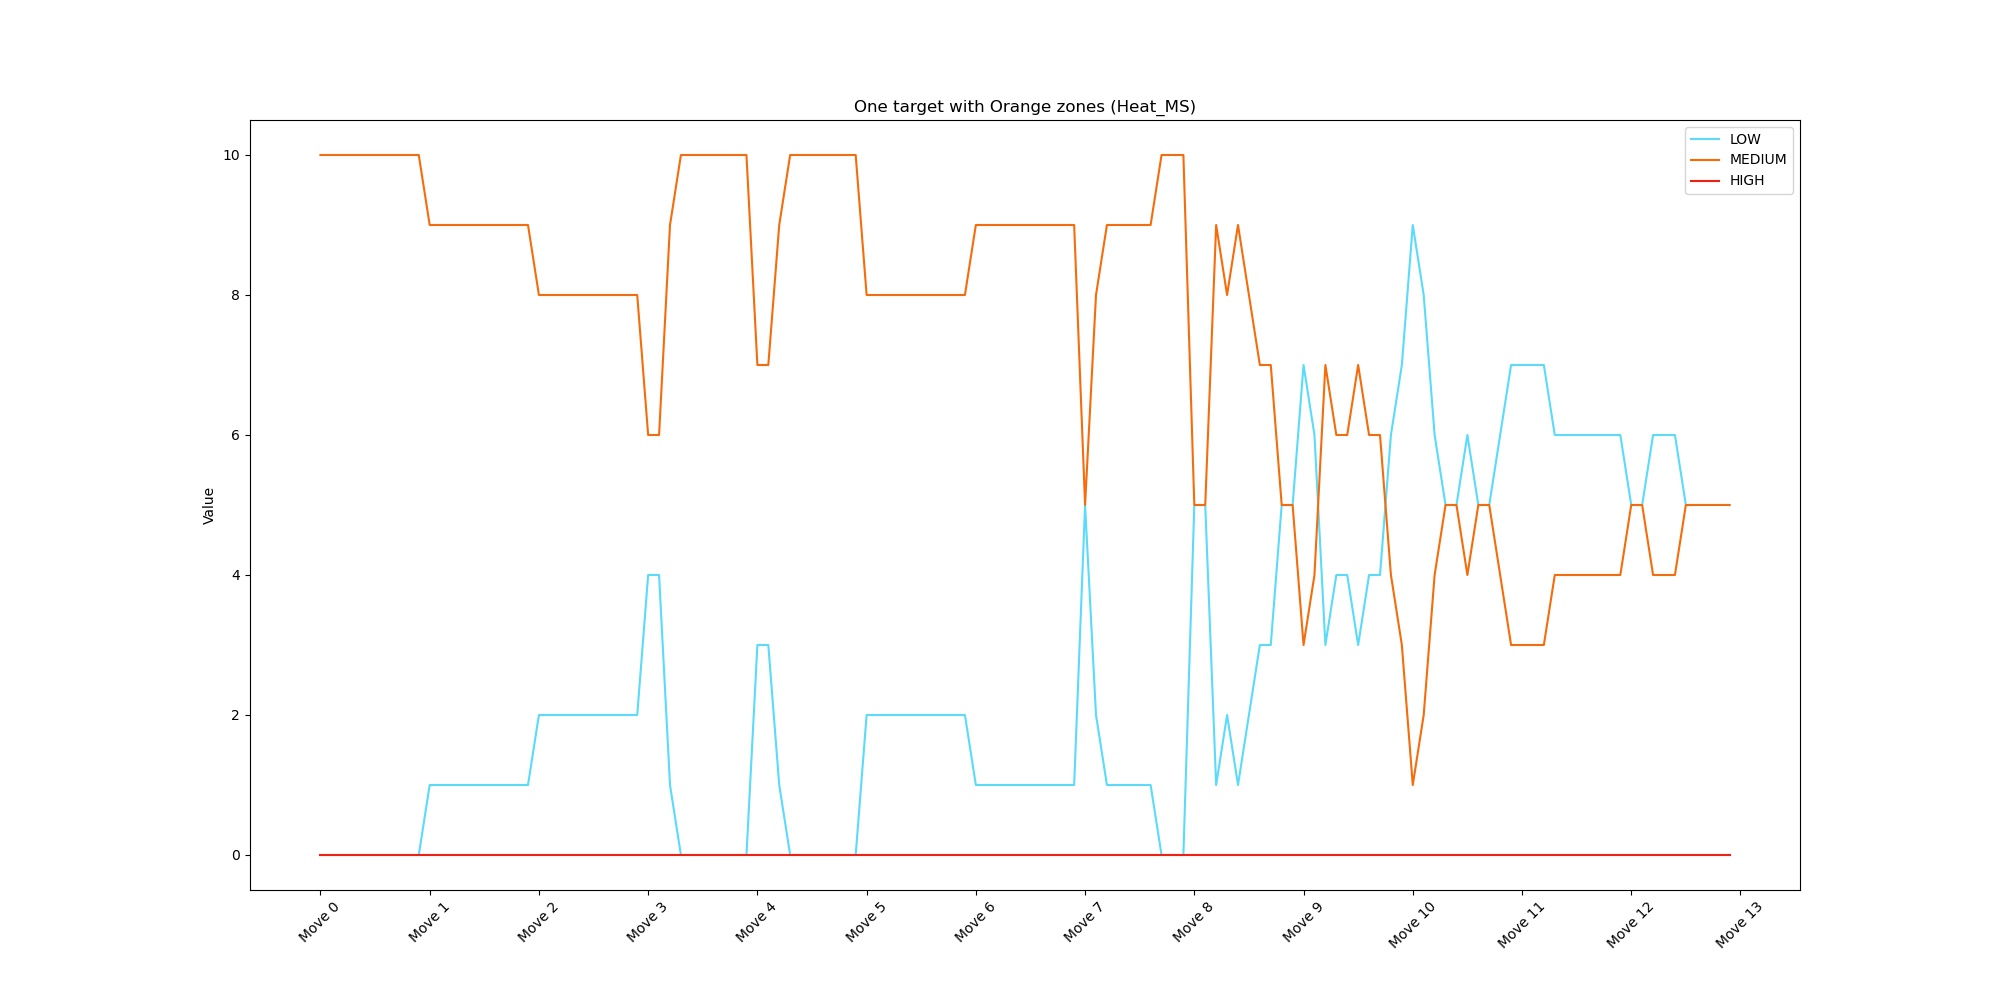 One target with Orange zones (Heat_MS)
LOW
MEDIUM
HIGH
10
8
6
4
2
0
Value
Move 0
Move 1
Move 2
Move 3
Move 4
Move 5
Move 6
Move 7
Move 8
Move 9
Move 10
Move 11
Move 12
Move 13